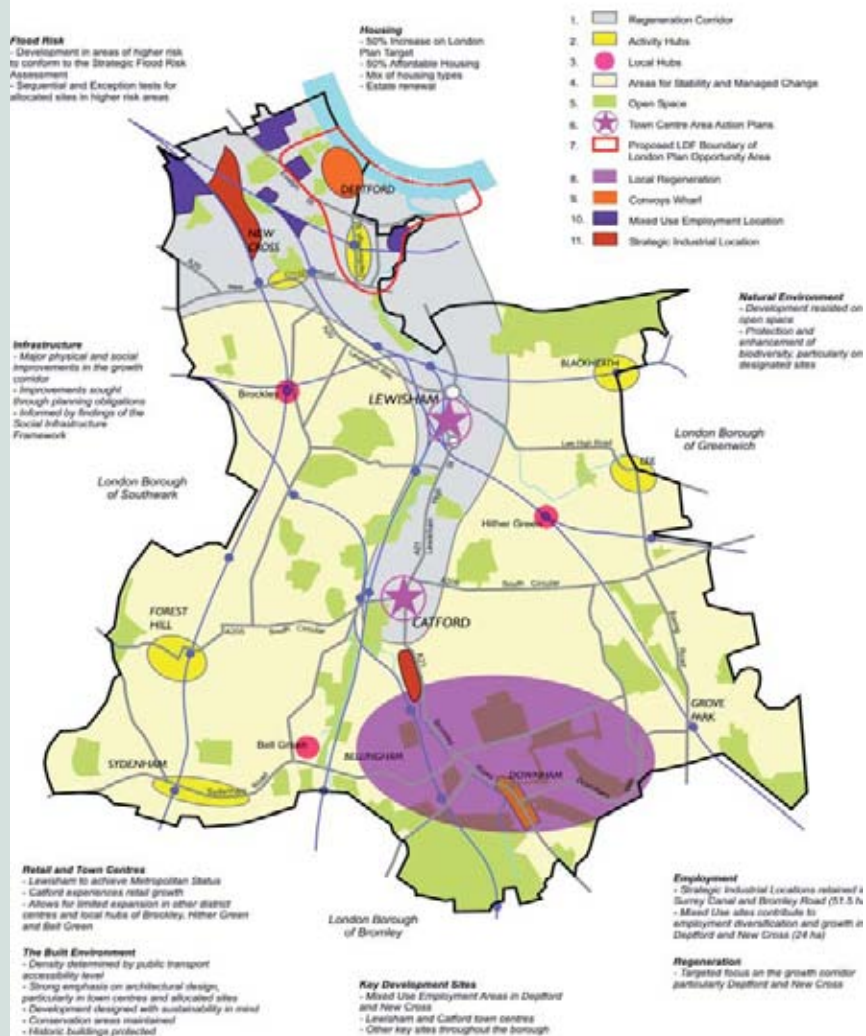 Flood Risk
- Development in areas of higher risk
to conform to the Strategic Flood Risk
Assessment
- Sequential and Exception tests for
allocated sites in higher risk areas
Housing
- 50% Increase on London
Plan Target
- 50% Affordable Housing
- Mix of housing types
- Estate renewal
1. Regeneration Corridor
2. Activity Hubs
3. Local Hubs
4. Areas for Stability and Managed Change
5. Open Space
6. Town Centre Area Action Plans
7. Proposed LDF Boundary of
London Plan Opportunity Area
8. Local Regeneration
9. Convoys Wharf
10. Mixed Use Employment Location
11. Strategic Industrial Location
DEPTFORD
NEW
CROSS
Natural Environment
- Development resisted on
open space
- Protection and
enhancement of
biodiversity, particularly on
designated sites
Infrastructure
- Major physical and social
improvements in the growth
corridor
- Improvements sought
through planning obligations
- Informed by findings of the
Social Infrastructure
Framework
BLACKHEATH
Brockley
LEWISHAM
Lee High Road
LEE
London Borough
of Greenwich
London Borough
of Southwark
Hither Green
A21
Lewisham
South Circular
CATFORD
FOREST
HILL
A205
South Circular
A21
GROVE
PARK
Bell Green
BELLINGHAM
SYDENHAM
DOWNHAM
Retail and Town Centres
- Lewisham to achieve Metropolitan Status
- Catford experiences retail growth
- Allows for limited expansion in other district
centres and local hubs of Brockley, Hither Green
and Bell Green
London Borough
of Bromley
Employment
- Strategic Industrial Locations retained in
Surrey Canal and Bromley Road (51.5 ha)
- Mixed Use sites contribute to
employment diversification and growth in
Deptford and New Cross (24 ha)
The Built Environment
- Density determined by public transport
accessibility level
- Strong emphasis on architectural design,
particularly in town centres and allocated sites
- Development designed with sustainability in mind
- Conservation areas maintained
- Historic buildings protected
Key Development Sites
- Mixed Use Employment Areas in Deptford
and New Cross
- Lewisham and Catford town centres
- Other key sites throughout the borough
Regeneration
- Targeted focus on the growth corridor
particularly Deptford and New Cross